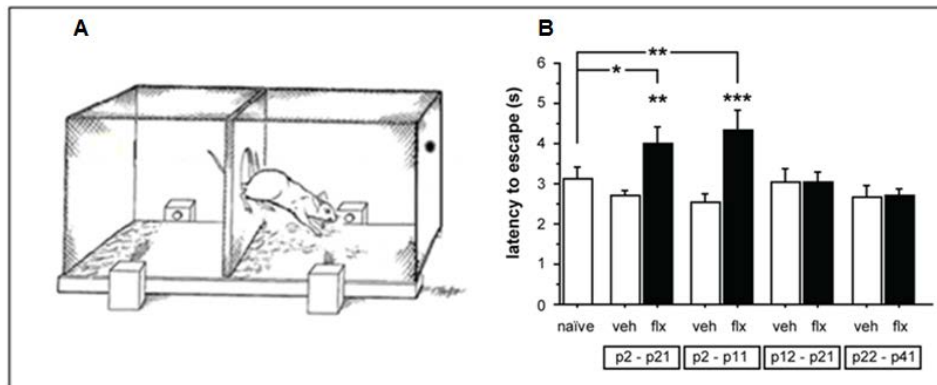 A
B
latency to escape (s)
6
5
4
3
2
1
0
**
*
**
***
naïve veh flx veh flx veh flx veh flx
p2 - p21 p2 - p11 p12 - p21 p22 - p41